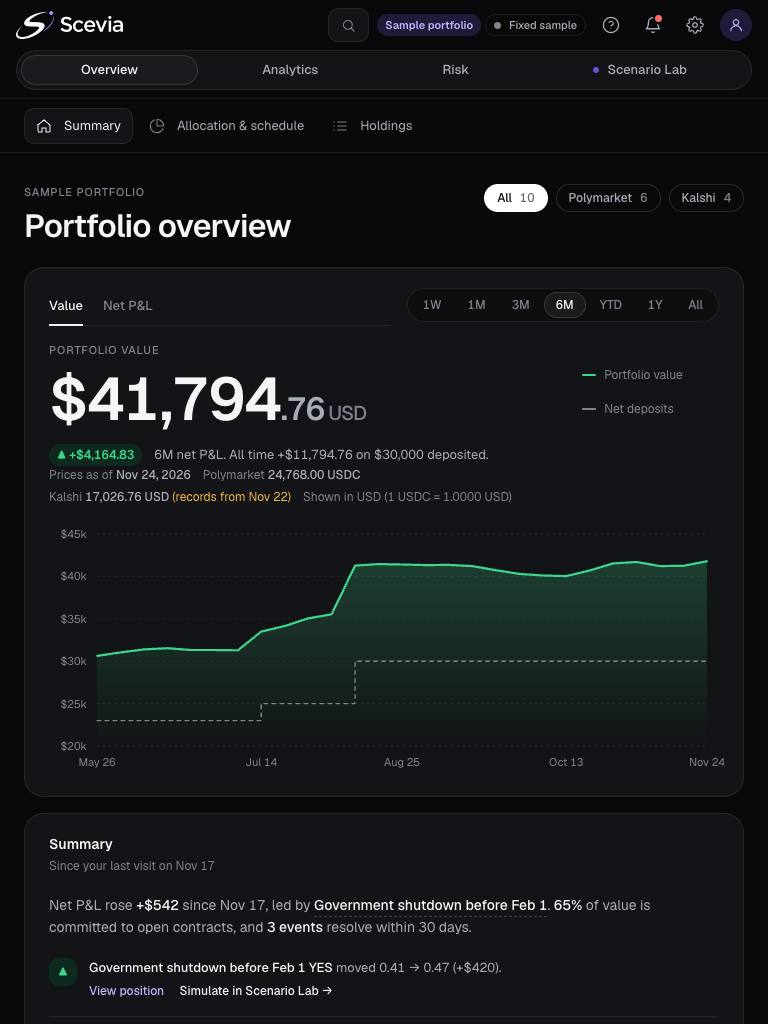 Scevia
Sample portfolio
Fixed sample
Overview
Analytics
Risk
Scenario Lab
Summary
Allocation & schedule
Holdings
SAMPLE PORTFOLIO
Portfolio overview
All 10
Polymarket 6
Kalshi 4
Value
Net P&L
1W
1M
3M
6M
YTD
1Y
All
PORTFOLIO VALUE
$41,794.76 USD
Portfolio value
Net deposits
▲ +$4,164.83 6M net P&L. All time +$11,794.76 on $30,000 deposited.
Prices as of Nov 24, 2026 Polymarket 24,768.00 USDC
Kalshi 17,026.76 USD (records from Nov 22) Shown in USD (1 USDC = 1.0000 USD)
$45k
$40k
$35k
$30k
$25k
$20k
May 26
Jul 14
Aug 25
Oct 13
Nov 24
Summary
Since your last visit on Nov 17
Net P&L rose +$542 since Nov 17, led by Government shutdown before Feb 1. 65% of value is
committed to open contracts, and 3 events resolve within 30 days.
Government shutdown before Feb 1 YES moved 0.41 → 0.47 (+$420).
View position
Simulate in Scenario Lab →